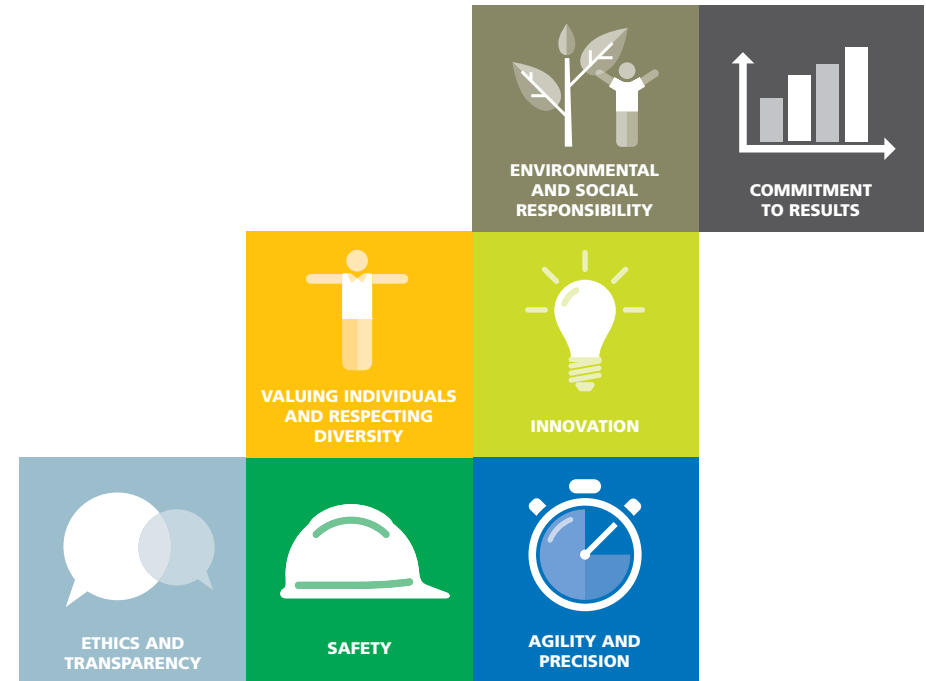 ENVIRONMENTAL
AND SOCIAL
RESPONSIBILITY
COMMITMENT
TO RESULTS
VALUING INDIVIDUALS
AND RESPECTING
DIVERSITY
INNOVATION
ETHICS AND
TRANSPARENCY
SAFETY
AGILITY AND
PRECISION